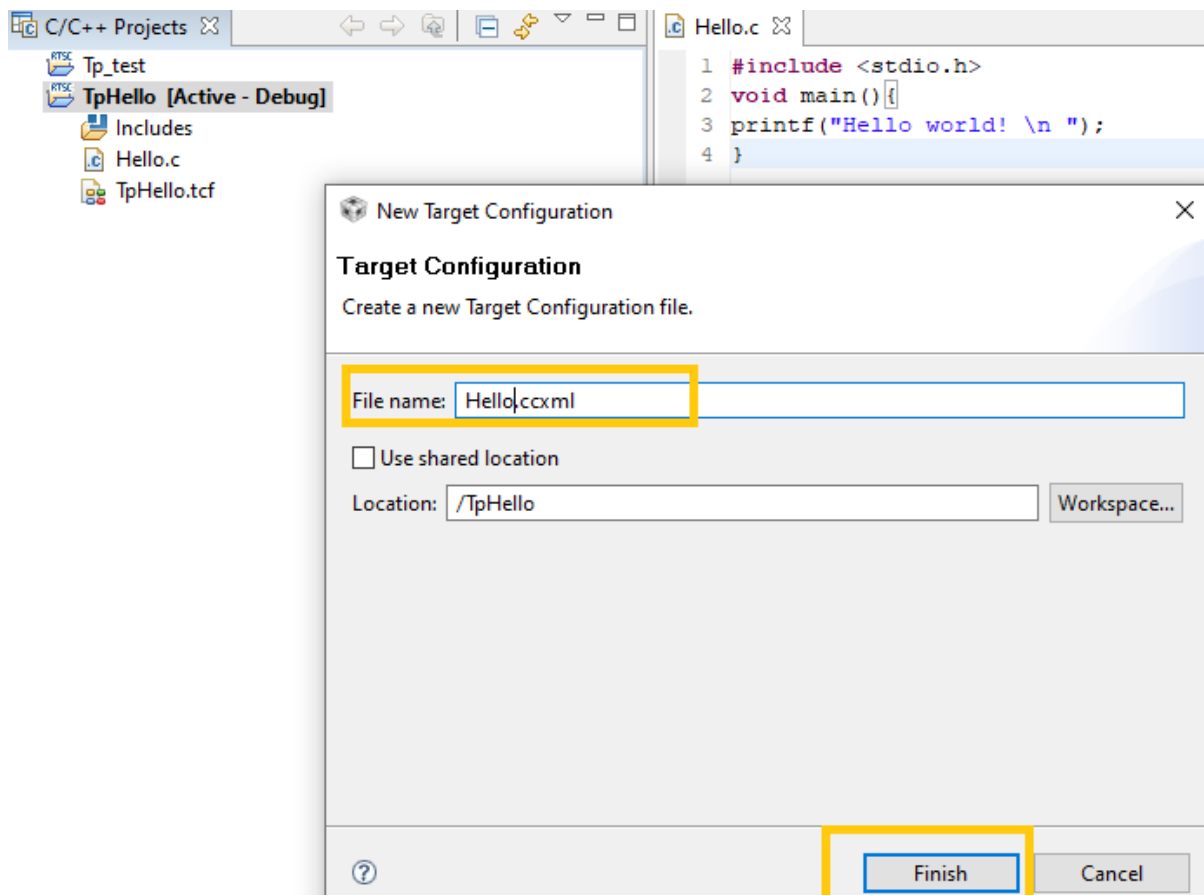 C/C++ Projects
Tp_test
TpHello [Active - Debug]
Includes
Hello.c
TpHello.tcf
Hello.c
1 #include <stdio.h>
2 void main(){
3 printf("Hello world! \n ");
4 }
New Target Configuration
Target Configuration
Create a new Target Configuration file.
File name: Hello.ccxml
Use shared location
Location: /TpHello Workspace...
Finish Cancel